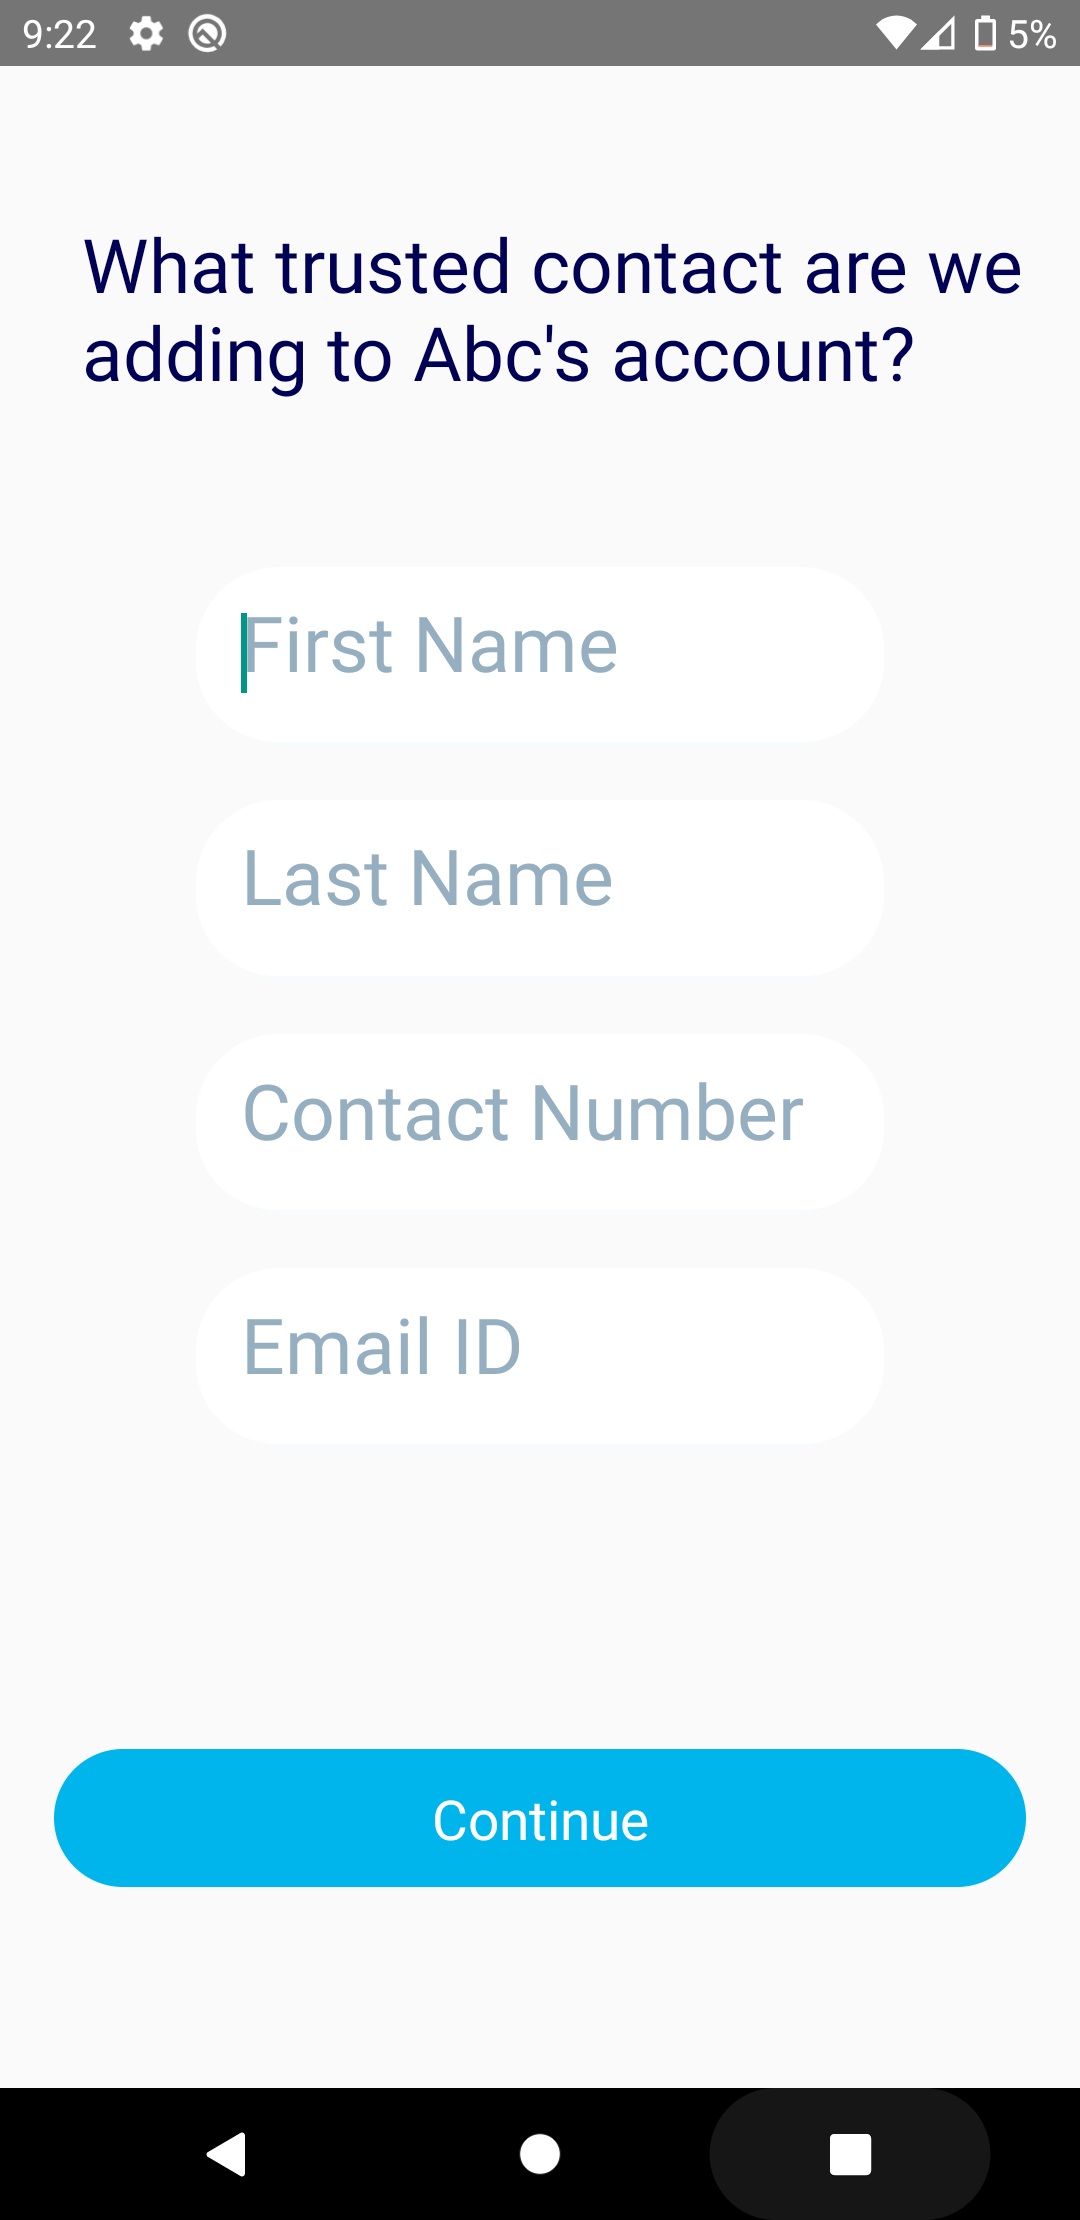 9:22 5%
What trusted contact are we
adding to Abc's account?
First Name
Last Name
Contact Number
Email ID
Continue